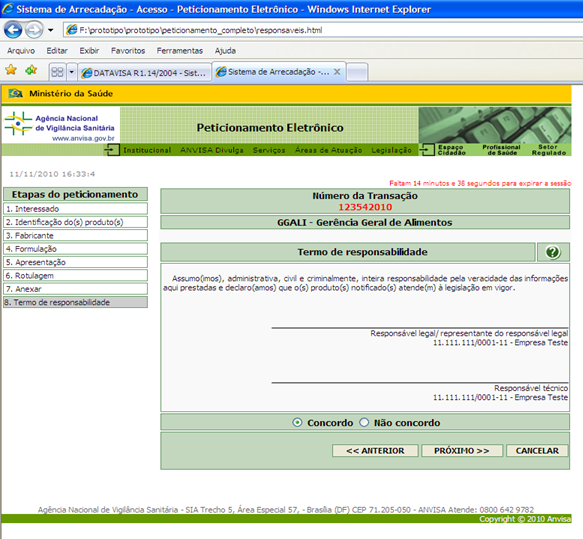 Sistema de Arrecadação - Acesso - Peticionamento Eletrônico - Windows Internet Explorer
F:\prototipo\prototipo\peticionamento_completo\responsaveis.html
Arquivo Editar Exibir Favoritos Ferramentas Ajuda
DATAVISA R1.14/2004 - Sist...
Sistema de Arrecadação - ... X
Ministério da Saúde
Agência Nacional
de Vigilância Sanitária
www.anvisa.gov.br
Peticionamento Eletrônico
Institucional ANVISA Divulga Serviços Áreas de Atuação Legislação
Espaço
Cidadão
Profissional
de Saúde
Setor
Regulado
11/11/2010 16:33:4
Faltam 14 minutos e 38 segundos para expirar a sessão
Etapas do peticionamento
1. Interessado
2. Identificação do(s) produto(s)
3. Fabricante
4. Formulação
5. Apresentação
6. Rotulagem
7. Anexar
8. Termo de responsabilidade
Número da Transação
123542010
GGALI - Gerência Geral de Alimentos
Termo de responsabilidade
?
Assumo(mos), administrativa, civil e criminalmente, inteira responsabilidade pela veracidade das informações
aqui prestadas e declaro(amos) que o(s) produto(s) notificado(s) atende(m) à legislação em vigor.
Responsável legal/ representante do responsável legal
11.111.111/0001-11 - Empresa Teste
Responsável técnico
11.111.111/0001-11 - Empresa Teste
Concordo Não concordo
<< ANTERIOR PRÓXIMO >> CANCELAR
Agência Nacional de Vigilância Sanitária - SIA Trecho 5, Área Especial 57, - Brasília (DF) CEP 71.205-050 - ANVISA Atende: 0800 642 9782
Copyright © 2010 Anvisa